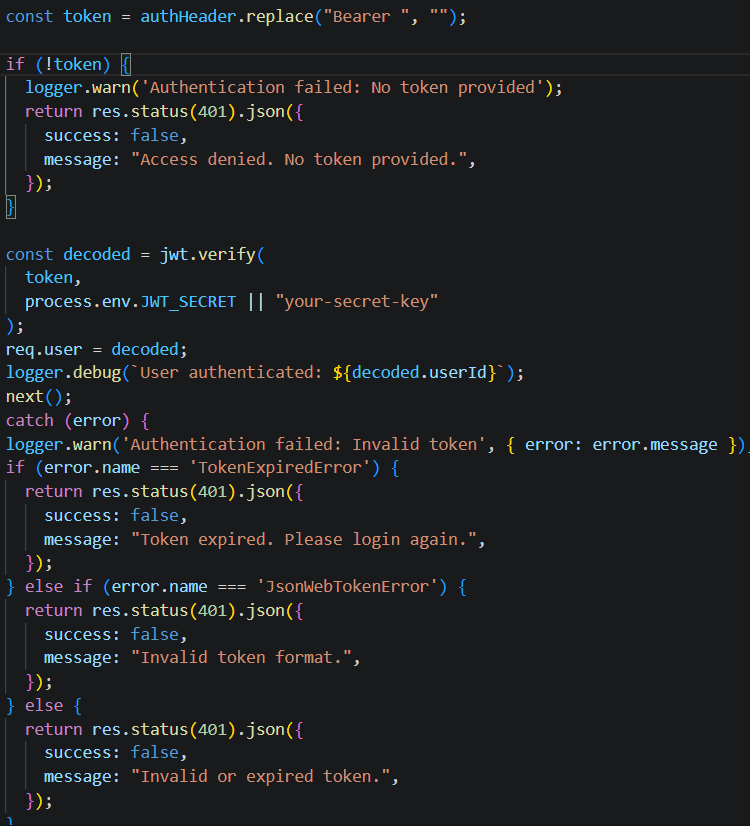 const token = authHeader.replace("Bearer ", "");
if (!token) {
logger.warn('Authentication failed: No token provided');
return res.status(401).json({
success: false,
message: "Access denied. No token provided.",
});
}
const decoded = jwt.verify(
token,
process.env.JWT_SECRET || "your-secret-key"
);
req.user = decoded;
logger.debug(`User authenticated: ${decoded.userId}`);
next();
catch (error) {
logger.warn('Authentication failed: Invalid token', { error: error.message });
if (error.name === 'TokenExpiredError') {
return res.status(401).json({
success: false,
message: "Token expired. Please login again.",
});
} else if (error.name === 'JsonWebTokenError') {
return res.status(401).json({
success: false,
message: "Invalid token format.",
});
} else {
return res.status(401).json({
success: false,
message: "Invalid or expired token.",
});
}